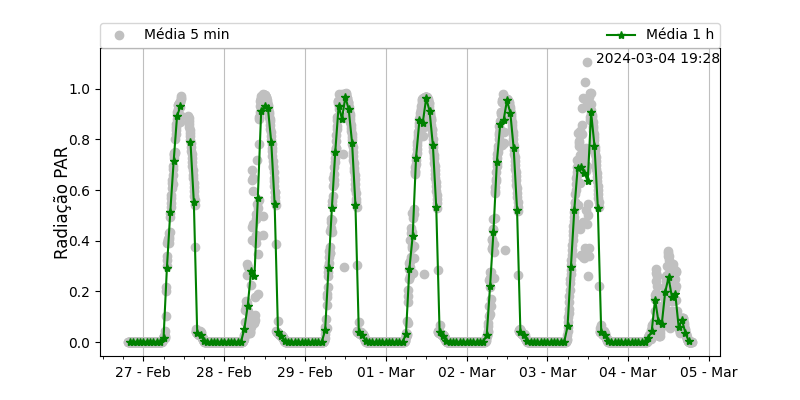 Média 5 min
Média 1 h
2024-03-04 19:28
Radiação PAR
1.0
0.8
0.6
0.4
0.2
0.0
27 - Feb
28 - Feb
29 - Feb
01 - Mar
02 - Mar
03 - Mar
04 - Mar
05 - Mar